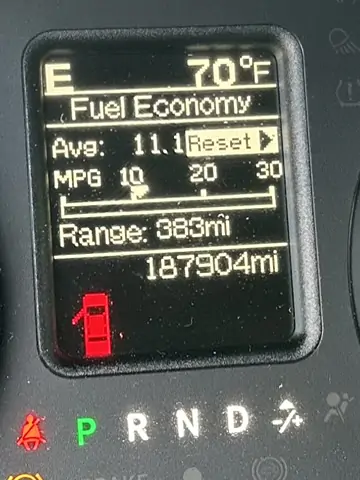 E 70°F
Fuel Economy
Avg: 11.1 Reset
MPG 10 20 30
Range: 383mi
187904mi
P R N D -/+